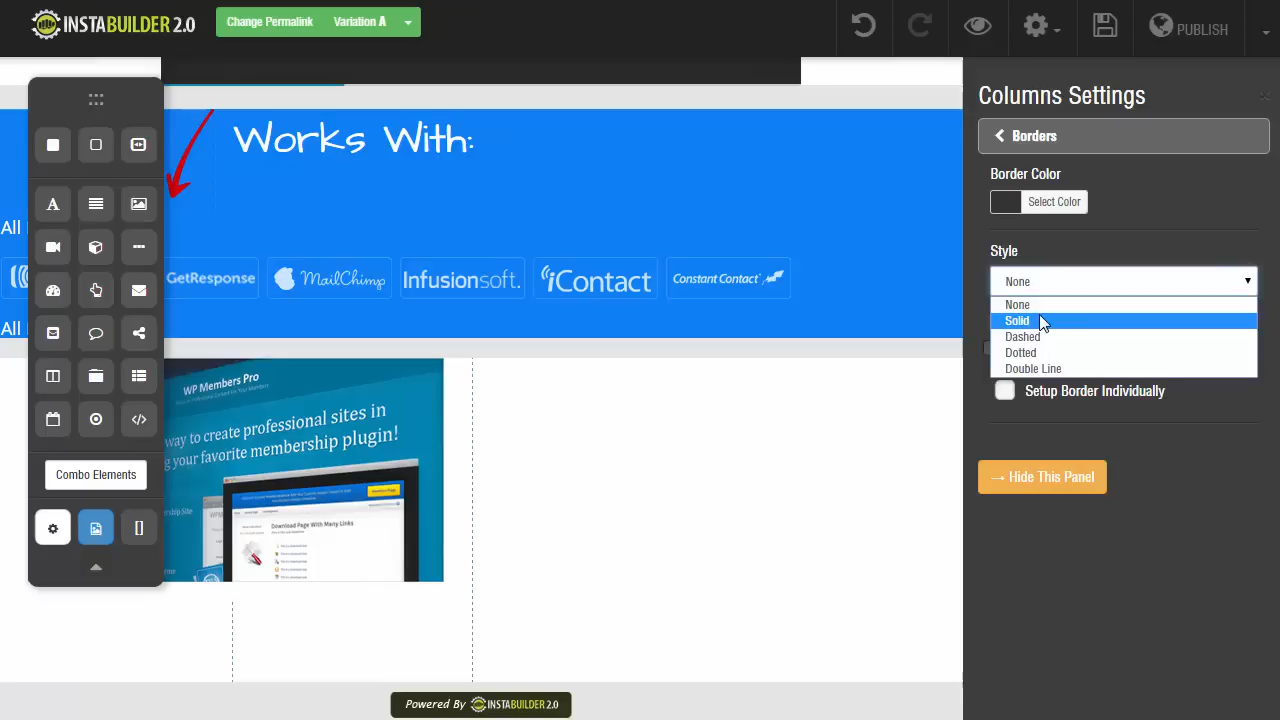 INSTABUILDER 2.0
Change Permalink
Variation A
PUBLISH
Columns Settings
Borders
Border Color
Select Color
Style
None
None
Solid
Dashed
Dotted
Double Line
Setup Border Individually
→ Hide This Panel
Works With:
All
GetResponse
MailChimp
Infusionsoft.
iContact
Constant Contact
All
Combo Elements
WP Members Pro
way to create professional sites in
g your favorite membership plugin!
Download Page With Many Links
Powered By INSTABUILDER 2.0